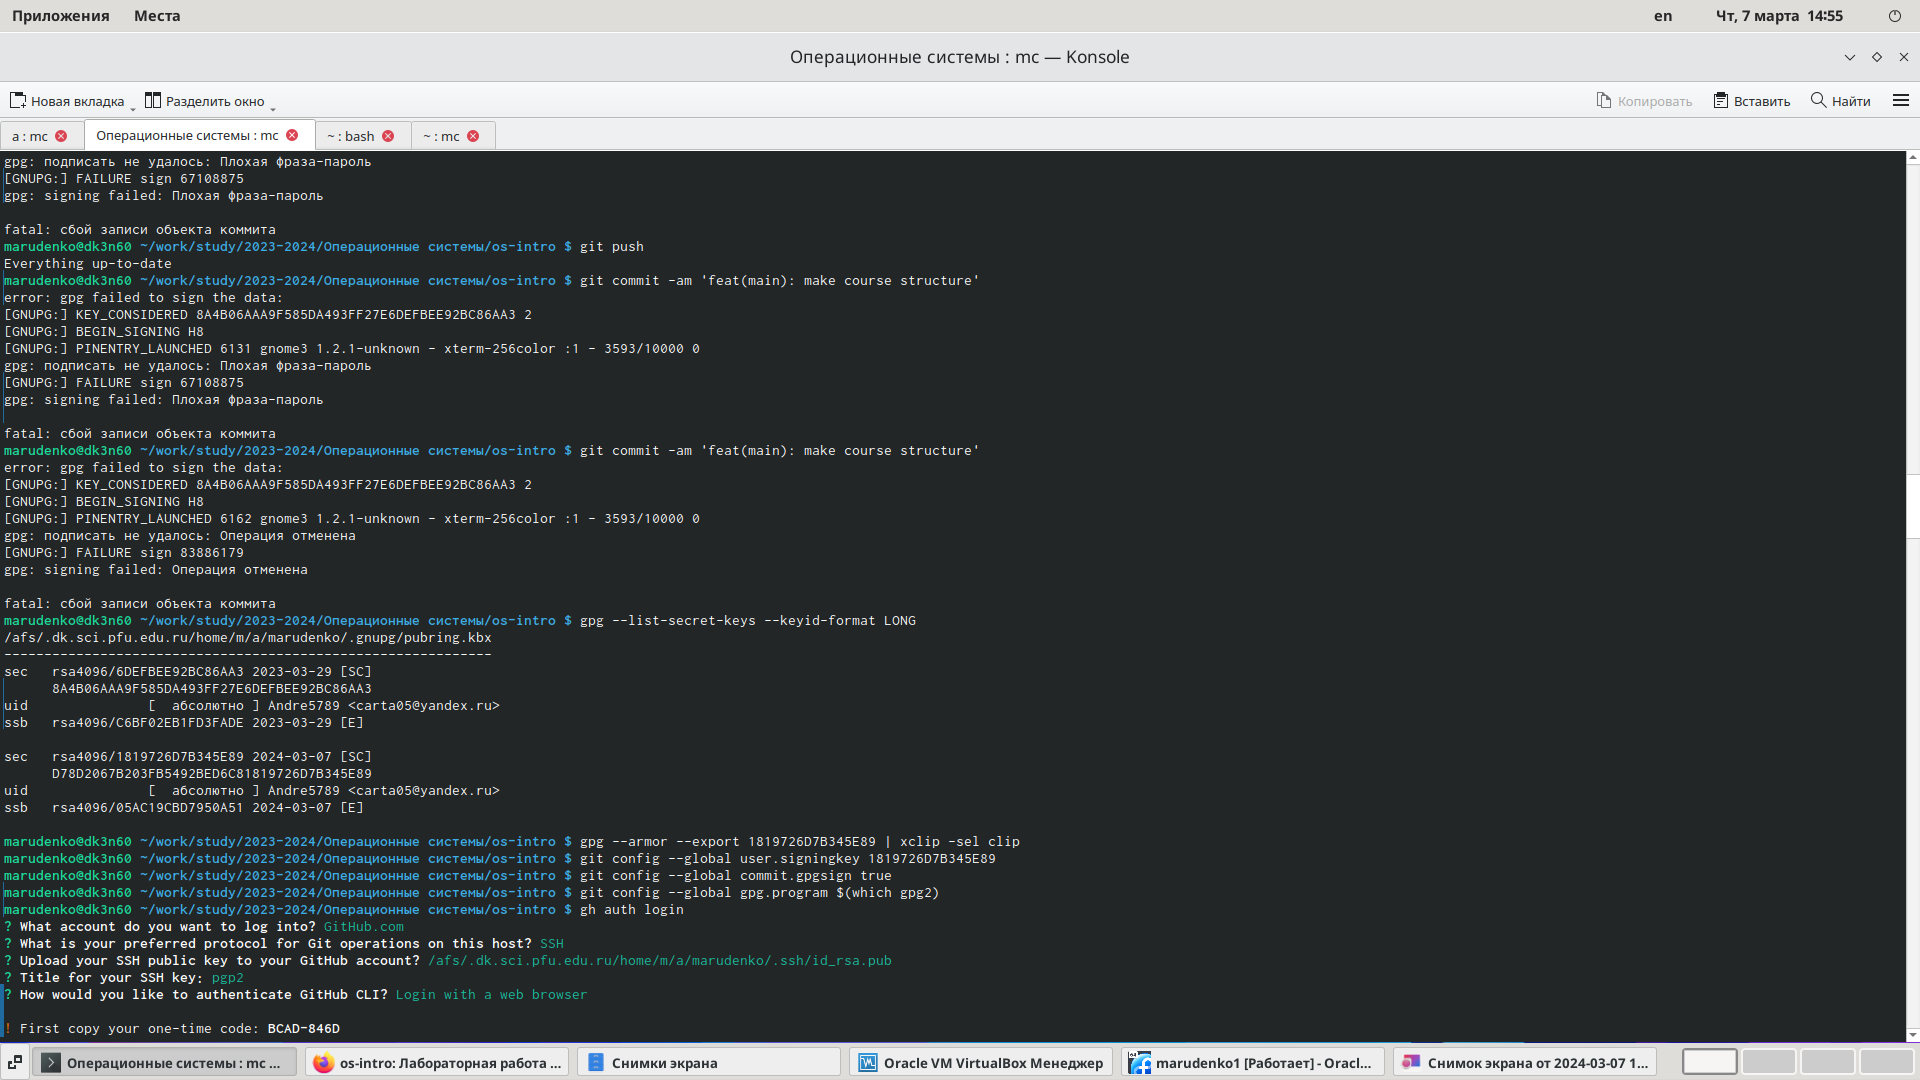 Приложения Места en Чт, 7 марта 14:55
Операционные системы : mc — Konsole
Новая вкладка Разделить окно Копировать Вставить Найти
a : mc Операционные системы : mc ~ : bash ~ : mc
gpg: подписать не удалось: Плохая фраза-пароль
[GNUPG:] FAILURE sign 67108875
gpg: signing failed: Плохая фраза-пароль
fatal: сбой записи объекта коммита
marudenko@dk3n60 ~/work/study/2023-2024/Операционные системы/os-intro $ git push
Everything up-to-date
marudenko@dk3n60 ~/work/study/2023-2024/Операционные системы/os-intro $ git commit -am 'feat(main): make course structure'
error: gpg failed to sign the data:
[GNUPG:] KEY_CONSIDERED 8A4B06AAA9F585DA493FF27E6DEFBEE92BC86AA3 2
[GNUPG:] BEGIN_SIGNING H8
[GNUPG:] PINENTRY_LAUNCHED 6131 gnome3 1.2.1-unknown - xterm-256color :1 - 3593/10000 0
gpg: подписать не удалось: Плохая фраза-пароль
[GNUPG:] FAILURE sign 67108875
gpg: signing failed: Плохая фраза-пароль
fatal: сбой записи объекта коммита
marudenko@dk3n60 ~/work/study/2023-2024/Операционные системы/os-intro $ git commit -am 'feat(main): make course structure'
error: gpg failed to sign the data:
[GNUPG:] KEY_CONSIDERED 8A4B06AAA9F585DA493FF27E6DEFBEE92BC86AA3 2
[GNUPG:] BEGIN_SIGNING H8
[GNUPG:] PINENTRY_LAUNCHED 6162 gnome3 1.2.1-unknown - xterm-256color :1 - 3593/10000 0
gpg: подписать не удалось: Операция отменена
[GNUPG:] FAILURE sign 83886179
gpg: signing failed: Операция отменена
fatal: сбой записи объекта коммита
marudenko@dk3n60 ~/work/study/2023-2024/Операционные системы/os-intro $ gpg --list-secret-keys --keyid-format LONG
/afs/.dk.sci.pfu.edu.ru/home/m/a/marudenko/.gnupg/pubring.kbx
-------------------------------------------------------------
sec rsa4096/6DEFBEE92BC86AA3 2023-03-29 [SC]
8A4B06AAA9F585DA493FF27E6DEFBEE92BC86AA3
uid [ абсолютно ] Andre5789 <carta05@yandex.ru>
ssb rsa4096/C6BF02EB1FD3FADE 2023-03-29 [E]
sec rsa4096/1819726D7B345E89 2024-03-07 [SC]
D78D2067B203FB5492BED6C81819726D7B345E89
uid [ абсолютно ] Andre5789 <carta05@yandex.ru>
ssb rsa4096/05AC19CBD7950A51 2024-03-07 [E]
marudenko@dk3n60 ~/work/study/2023-2024/Операционные системы/os-intro $ gpg --armor --export 1819726D7B345E89 | xclip -sel clip
marudenko@dk3n60 ~/work/study/2023-2024/Операционные системы/os-intro $ git config --global user.signingkey 1819726D7B345E89
marudenko@dk3n60 ~/work/study/2023-2024/Операционные системы/os-intro $ git config --global commit.gpgsign true
marudenko@dk3n60 ~/work/study/2023-2024/Операционные системы/os-intro $ git config --global gpg.program $(which gpg2)
marudenko@dk3n60 ~/work/study/2023-2024/Операционные системы/os-intro $ gh auth login
? What account do you want to log into? GitHub.com
? What is your preferred protocol for Git operations on this host? SSH
? Upload your SSH public key to your GitHub account? /afs/.dk.sci.pfu.edu.ru/home/m/a/marudenko/.ssh/id_rsa.pub
? Title for your SSH key: pgp2
? How would you like to authenticate GitHub CLI? Login with a web browser
! First copy your one-time code: BCAD-846D
Операционные системы : mc ... os-intro: Лабораторная работа ... Снимки экрана Oracle VM VirtualBox Менеджер marudenko1 [Работает] - Oracl... Снимок экрана от 2024-03-07 1...